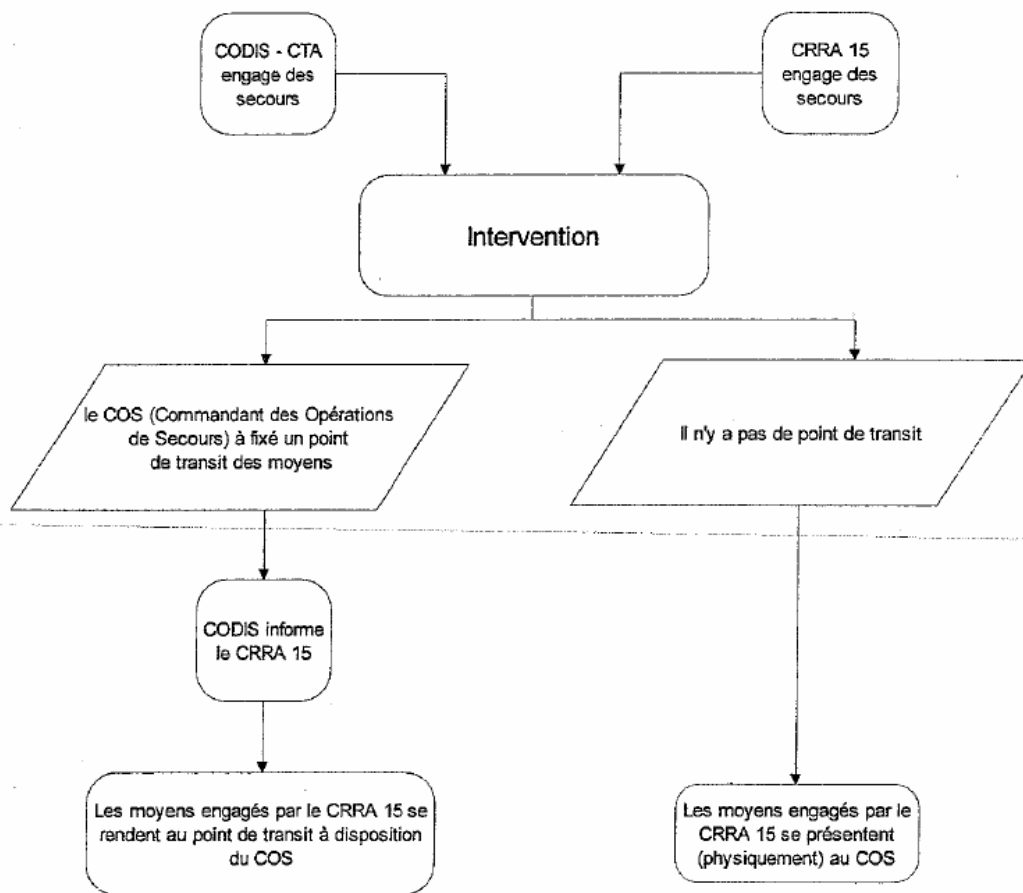 CODIS - CTA
engage des
secours
CRRA 15
engage des
secours
Intervention
le COS (Commandant des Opérations
de Secours) à fixé un point
de transit des moyens
Il n'y a pas de point de transit
CODIS informe
le CRRA 15
Les moyens engagés par le CRRA 15 se
rendent au point de transit à disposition
du COS
Les moyens engagés par le
CRRA 15 se présentent
(physiquement) au COS